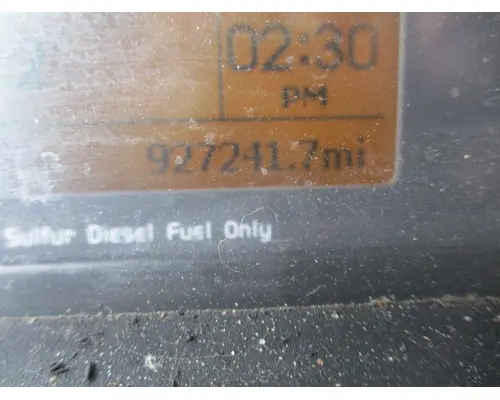 02:30
PM
927241.7mi
Sulfur Diesel Fuel Only